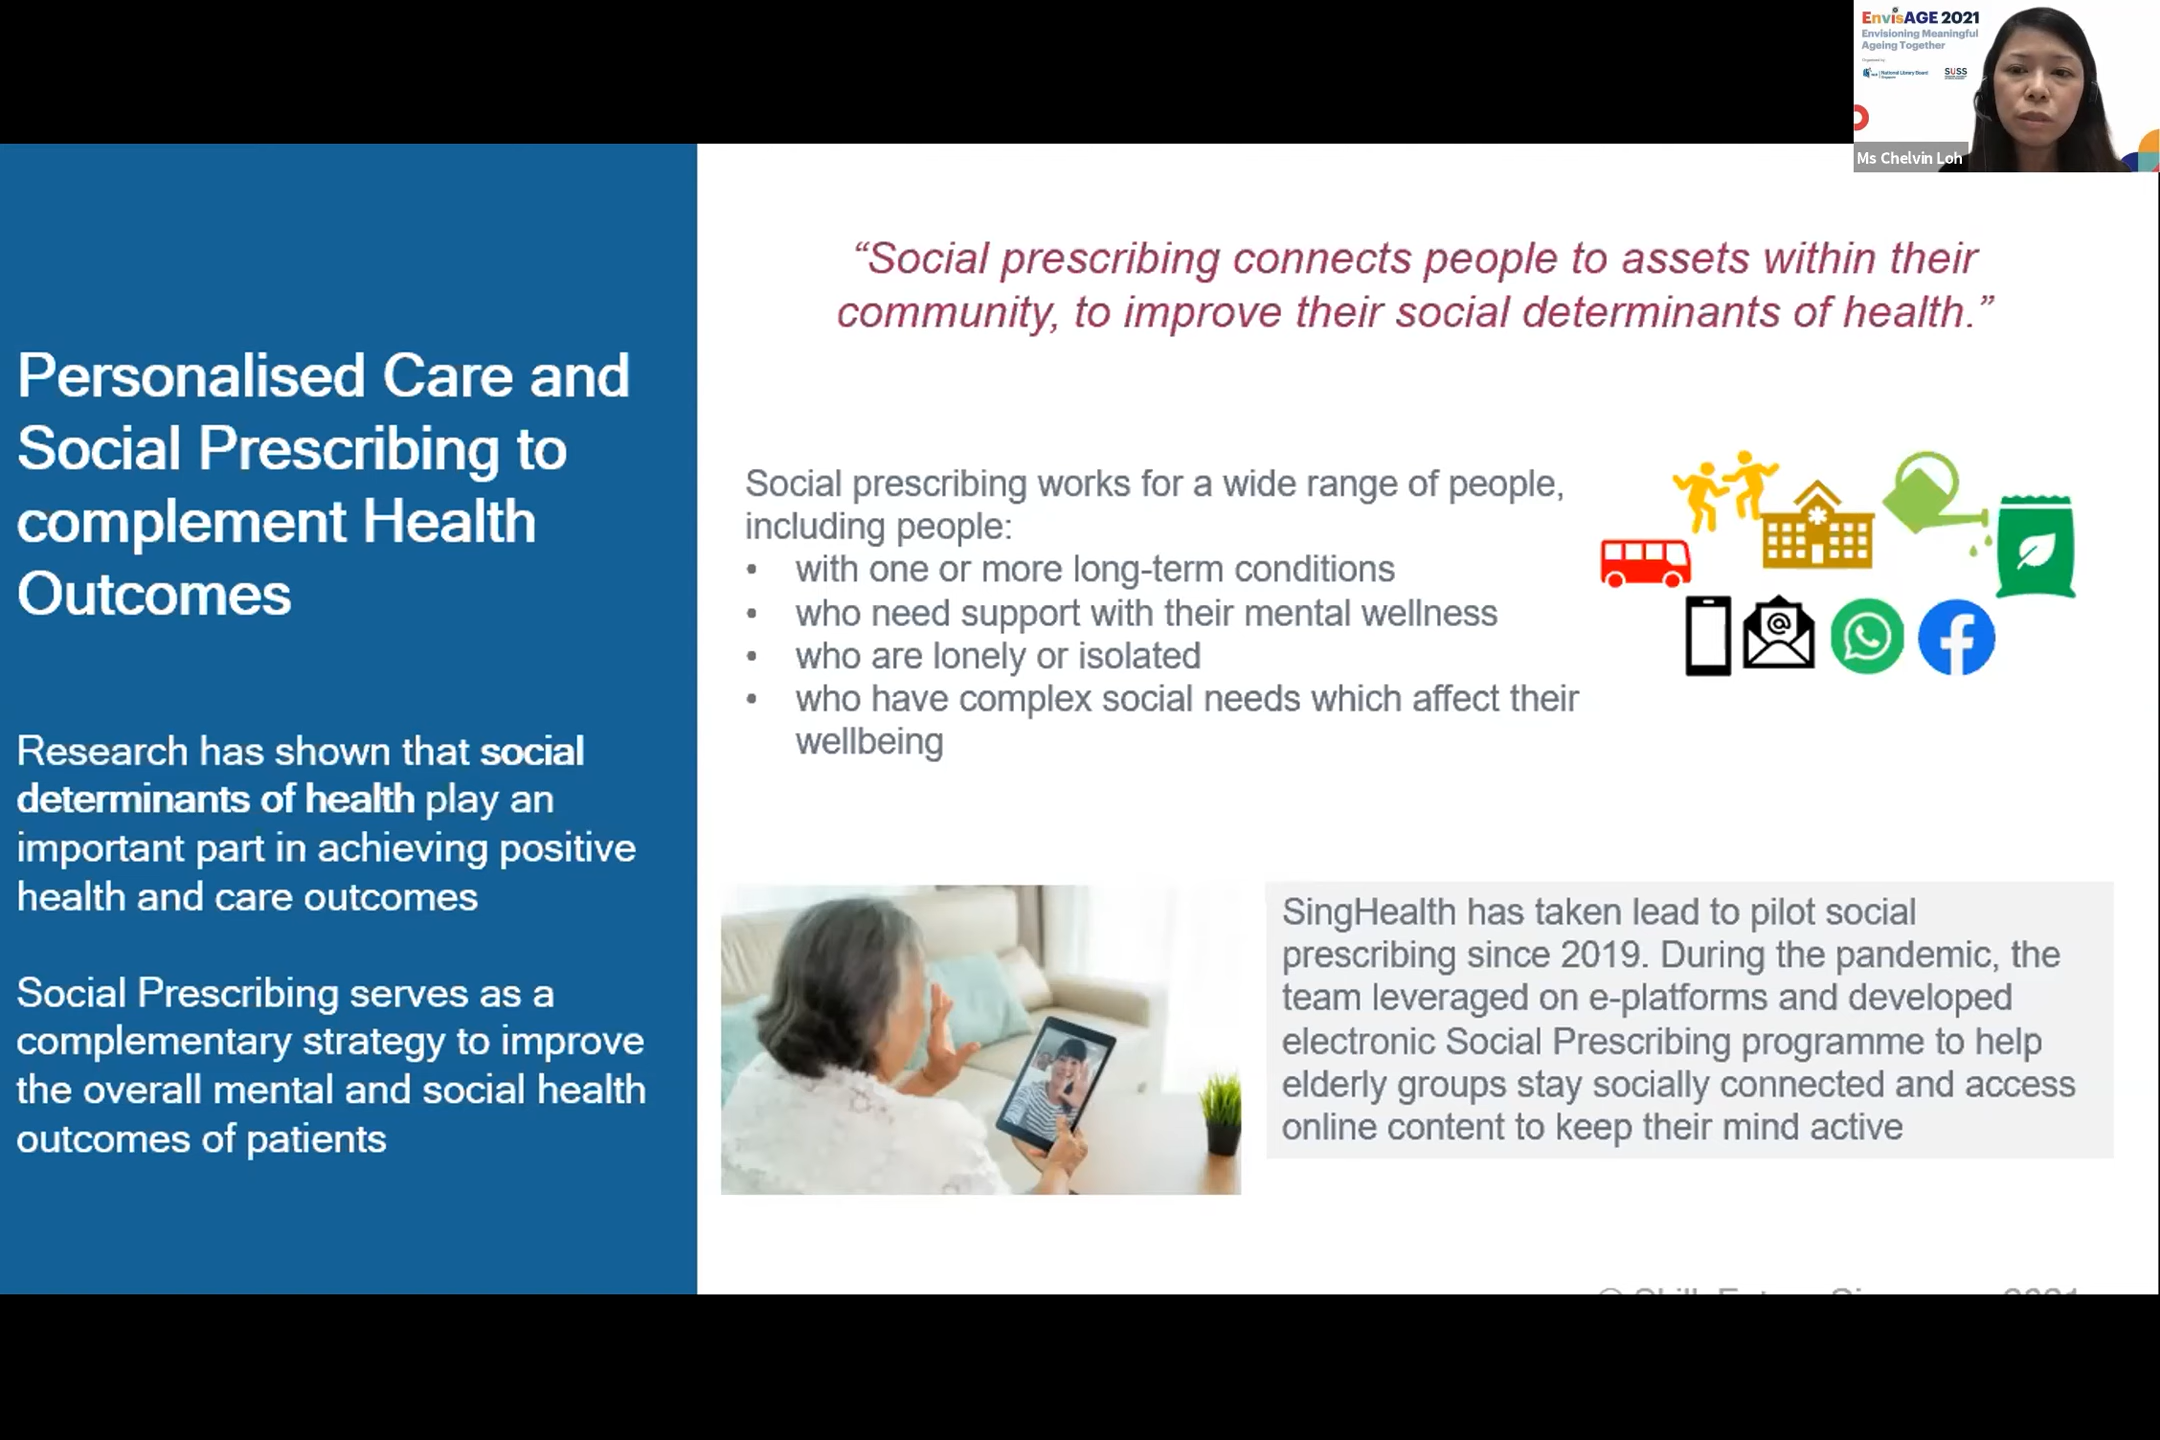 EnvisAGE 2021
Envisioning Meaningful
Ageing Together
National Library Board
SUSS
Ms Chelvin Loh
Personalised Care and
Social Prescribing to
complement Health
Outcomes
Research has shown that social
determinants of health play an
important part in achieving positive
health and care outcomes
Social Prescribing serves as a
complementary strategy to improve
the overall mental and social health
outcomes of patients
“Social prescribing connects people to assets within their
community, to improve their social determinants of health.”
Social prescribing works for a wide range of people,
including people:
• with one or more long-term conditions
• who need support with their mental wellness
• who are lonely or isolated
• who have complex social needs which affect their
wellbeing
SingHealth has taken lead to pilot social
prescribing since 2019. During the pandemic, the
team leveraged on e-platforms and developed
electronic Social Prescribing programme to help
elderly groups stay socially connected and access
online content to keep their mind active